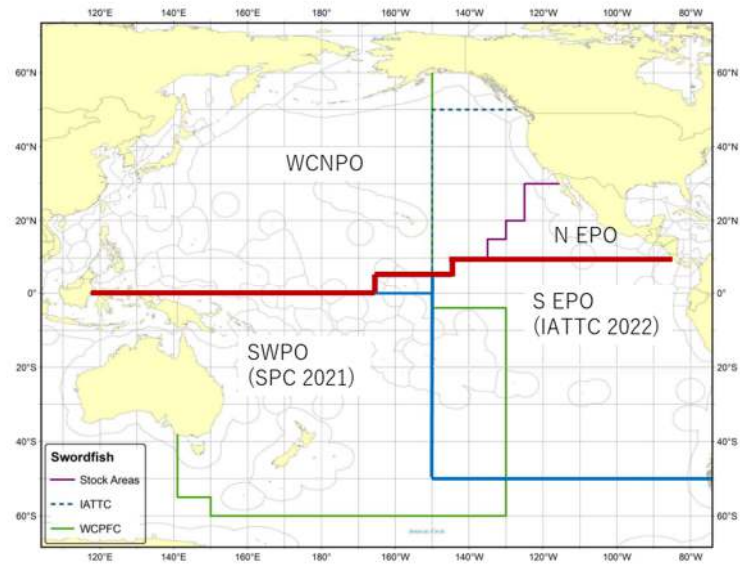 120°E 140°E 160°E 180° 160°W 140°W 120°W 100°W 80°W
60°N 60°N
40°N 40°N
WCNPO
20°N 20°N
N EPO
0° 0°
S EPO
(IATTC 2022)
SWPO
(SPC 2021)
20°S 20°S
40°S 40°S
60°S 60°S
Swordfish
Stock Areas
IATTC
WCPFC
120°E 140°E 160°E 180° 160°W 140°W 120°W 100°W 80°W